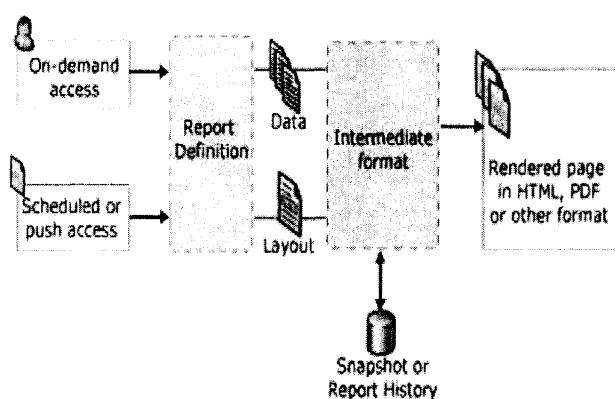 On-demand
access
Scheduled or
push access
Report
Definition
Data
Layout
Intermediate
format
Rendered page
in HTML, PDF
or other format
Snapshot or
Report History